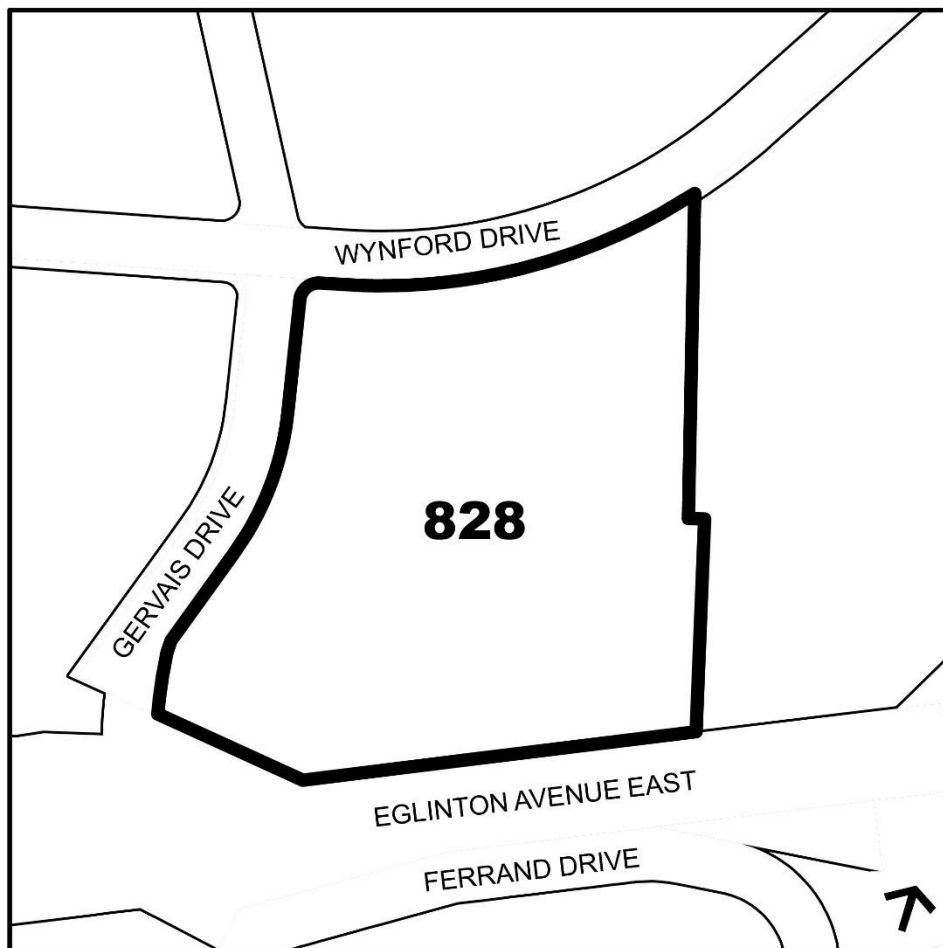 WYNFORD DRIVE
828
GERVAIS DRIVE
EGLINTON AVENUE EAST
FERRAND DRIVE